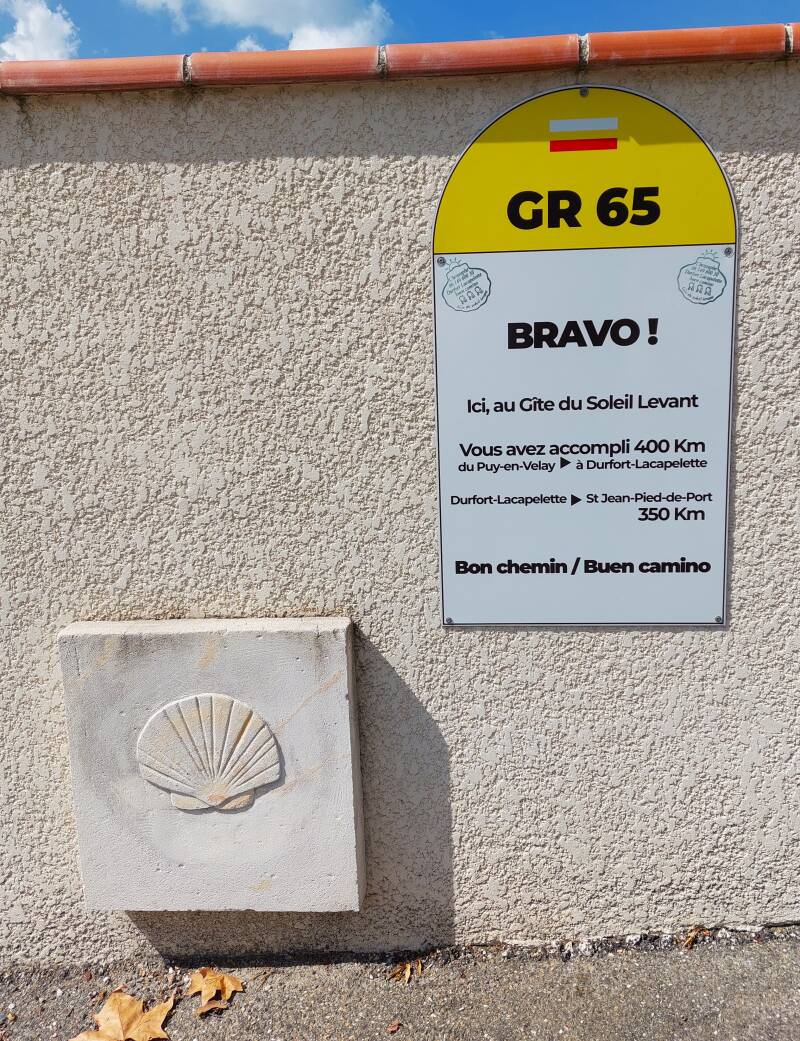 GR 65
BRAVO !
Ici, au Gîte du Soleil Levant
Vous avez accompli 400 Km
du Puy-en-Velay ▶ à Durfort-Lacapelette
Durfort-Lacapelette ▶ St Jean-Pied-de-Port
350 Km
Bon chemin / Buen camino